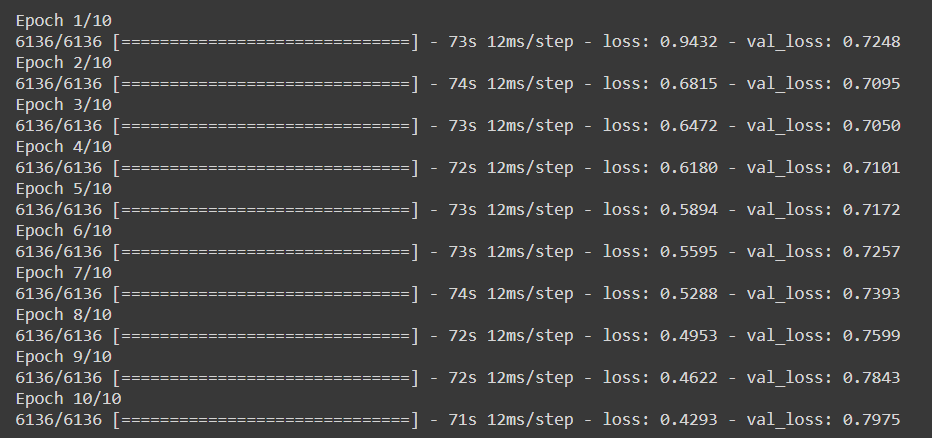 Epoch 1/10
6136/6136 [==============================] - 73s 12ms/step - loss: 0.9432 - val_loss: 0.7248
Epoch 2/10
6136/6136 [==============================] - 74s 12ms/step - loss: 0.6815 - val_loss: 0.7095
Epoch 3/10
6136/6136 [==============================] - 73s 12ms/step - loss: 0.6472 - val_loss: 0.7050
Epoch 4/10
6136/6136 [==============================] - 72s 12ms/step - loss: 0.6180 - val_loss: 0.7101
Epoch 5/10
6136/6136 [==============================] - 73s 12ms/step - loss: 0.5894 - val_loss: 0.7172
Epoch 6/10
6136/6136 [==============================] - 73s 12ms/step - loss: 0.5595 - val_loss: 0.7257
Epoch 7/10
6136/6136 [==============================] - 74s 12ms/step - loss: 0.5288 - val_loss: 0.7393
Epoch 8/10
6136/6136 [==============================] - 72s 12ms/step - loss: 0.4953 - val_loss: 0.7599
Epoch 9/10
6136/6136 [==============================] - 72s 12ms/step - loss: 0.4622 - val_loss: 0.7843
Epoch 10/10
6136/6136 [==============================] - 71s 12ms/step - loss: 0.4293 - val_loss: 0.7975